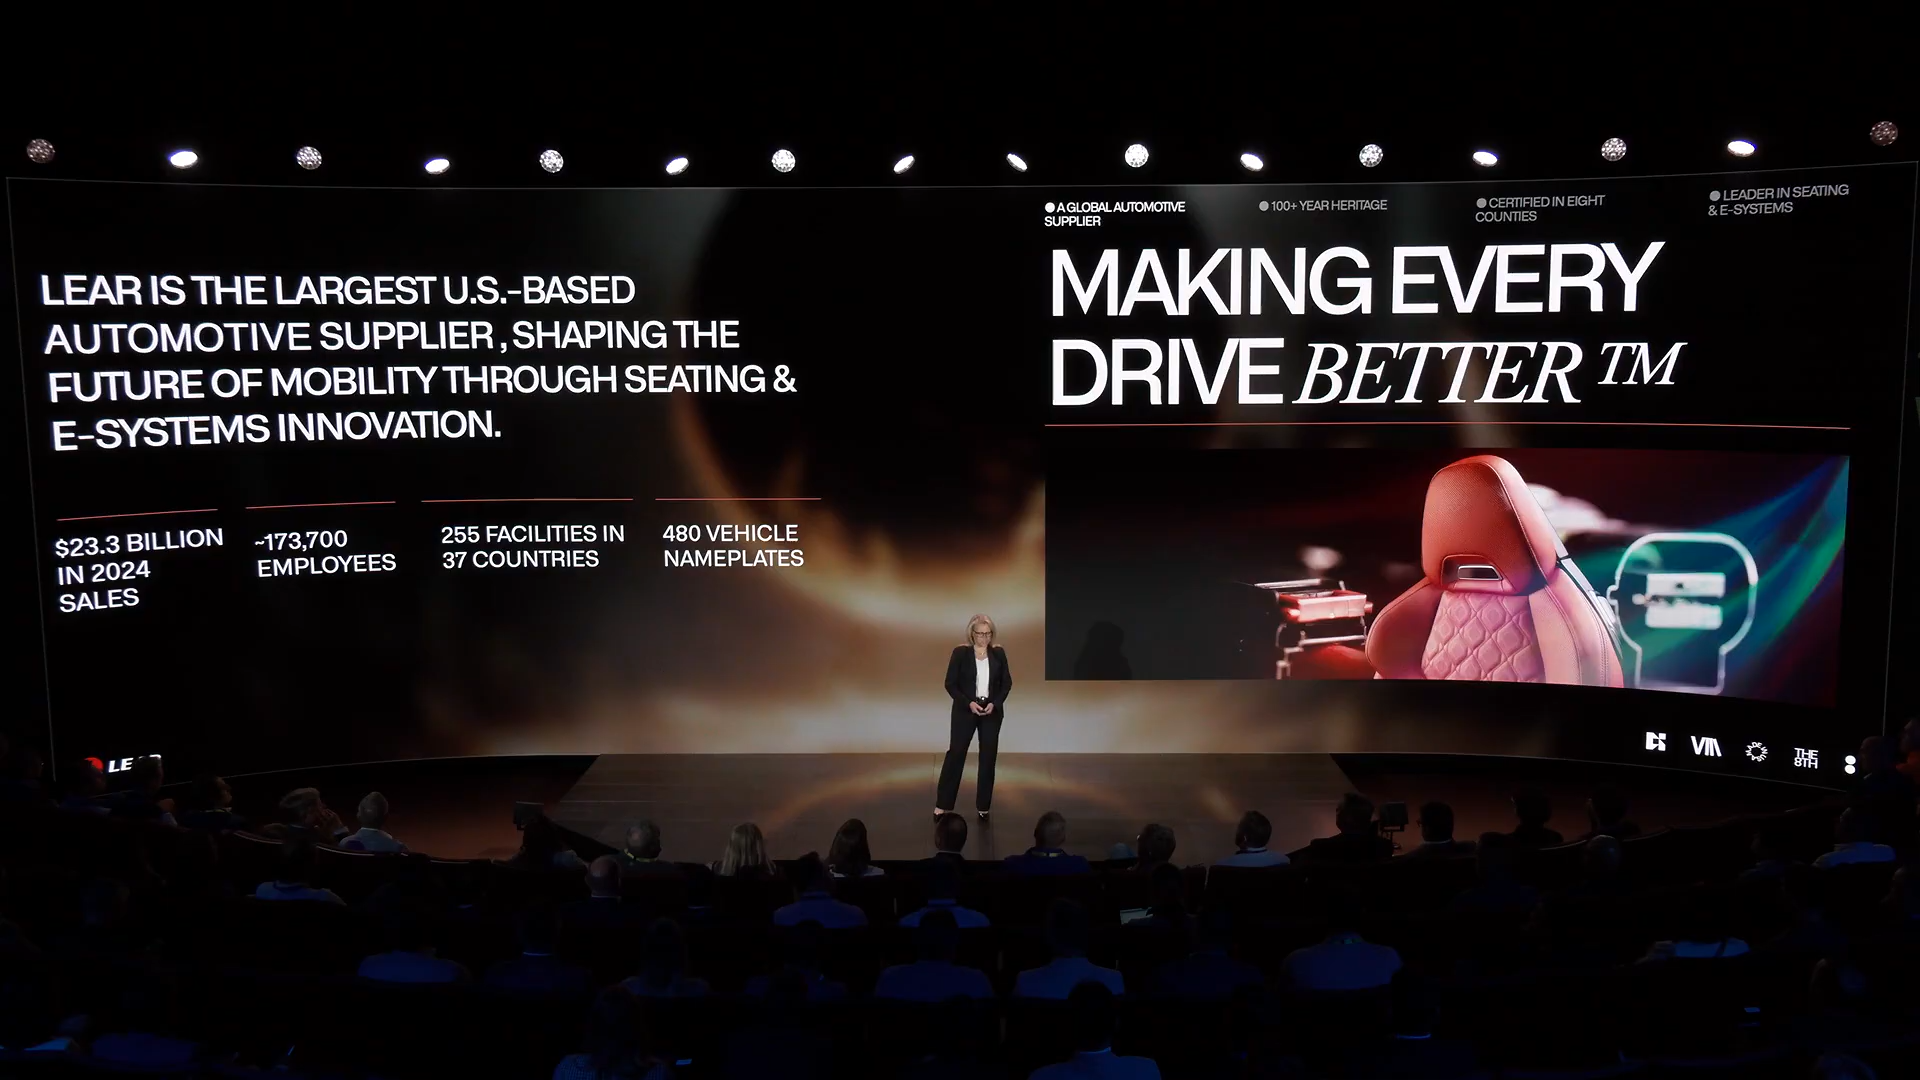 LEAR IS THE LARGEST U.S.-BASED
AUTOMOTIVE SUPPLIER, SHAPING THE
FUTURE OF MOBILITY THROUGH SEATING &
E-SYSTEMS INNOVATION.
$23.3 BILLION
IN 2024
SALES
~173,700
EMPLOYEES
255 FACILITIES IN
37 COUNTRIES
480 VEHICLE
NAMEPLATES
A GLOBAL AUTOMOTIVE
SUPPLIER
100+ YEAR HERITAGE
CERTIFIED IN EIGHT
COUNTIES
LEADER IN SEATING
& E-SYSTEMS
MAKING EVERY
DRIVE BETTER ™
VIA
THE
8TH